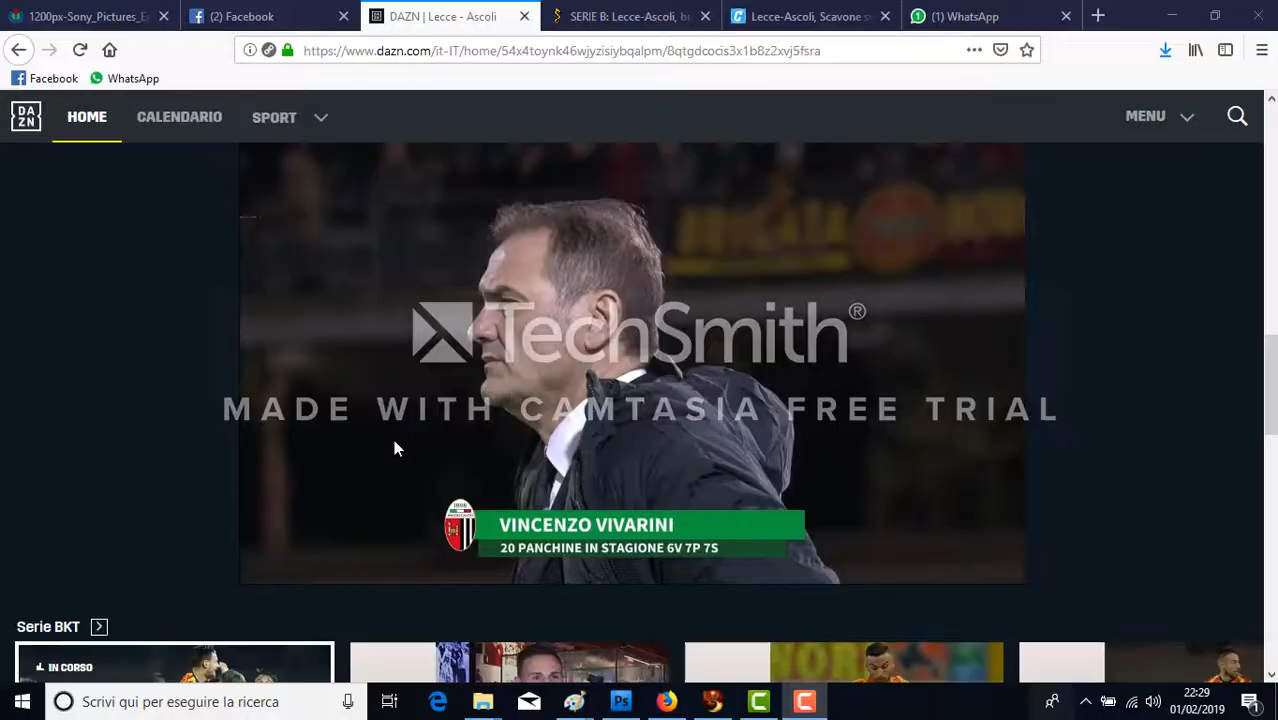 1200px-Sony_Pictures_E
(2) Facebook
DAZN | Lecce - Ascoli
SERIE B: Lecce-Ascoli, bu
Lecce-Ascoli, Scavone s
(1) WhatsApp
https://www.dazn.com/it-IT/home/54x4toynk46wjyzisiybqalpm/8qtgdcocis3x1b8z2xvj5fsra
Facebook WhatsApp
DAZN HOME CALENDARIO SPORT MENU
TechSmith®
MADE WITH CAMTASIA FREE TRIAL
VINCENZO VIVARINI
20 PANCHINE IN STAGIONE 6V 7P 7S
Serie BKT
IN CORSO
Scrivi qui per eseguire la ricerca
22:29
01/02/2019